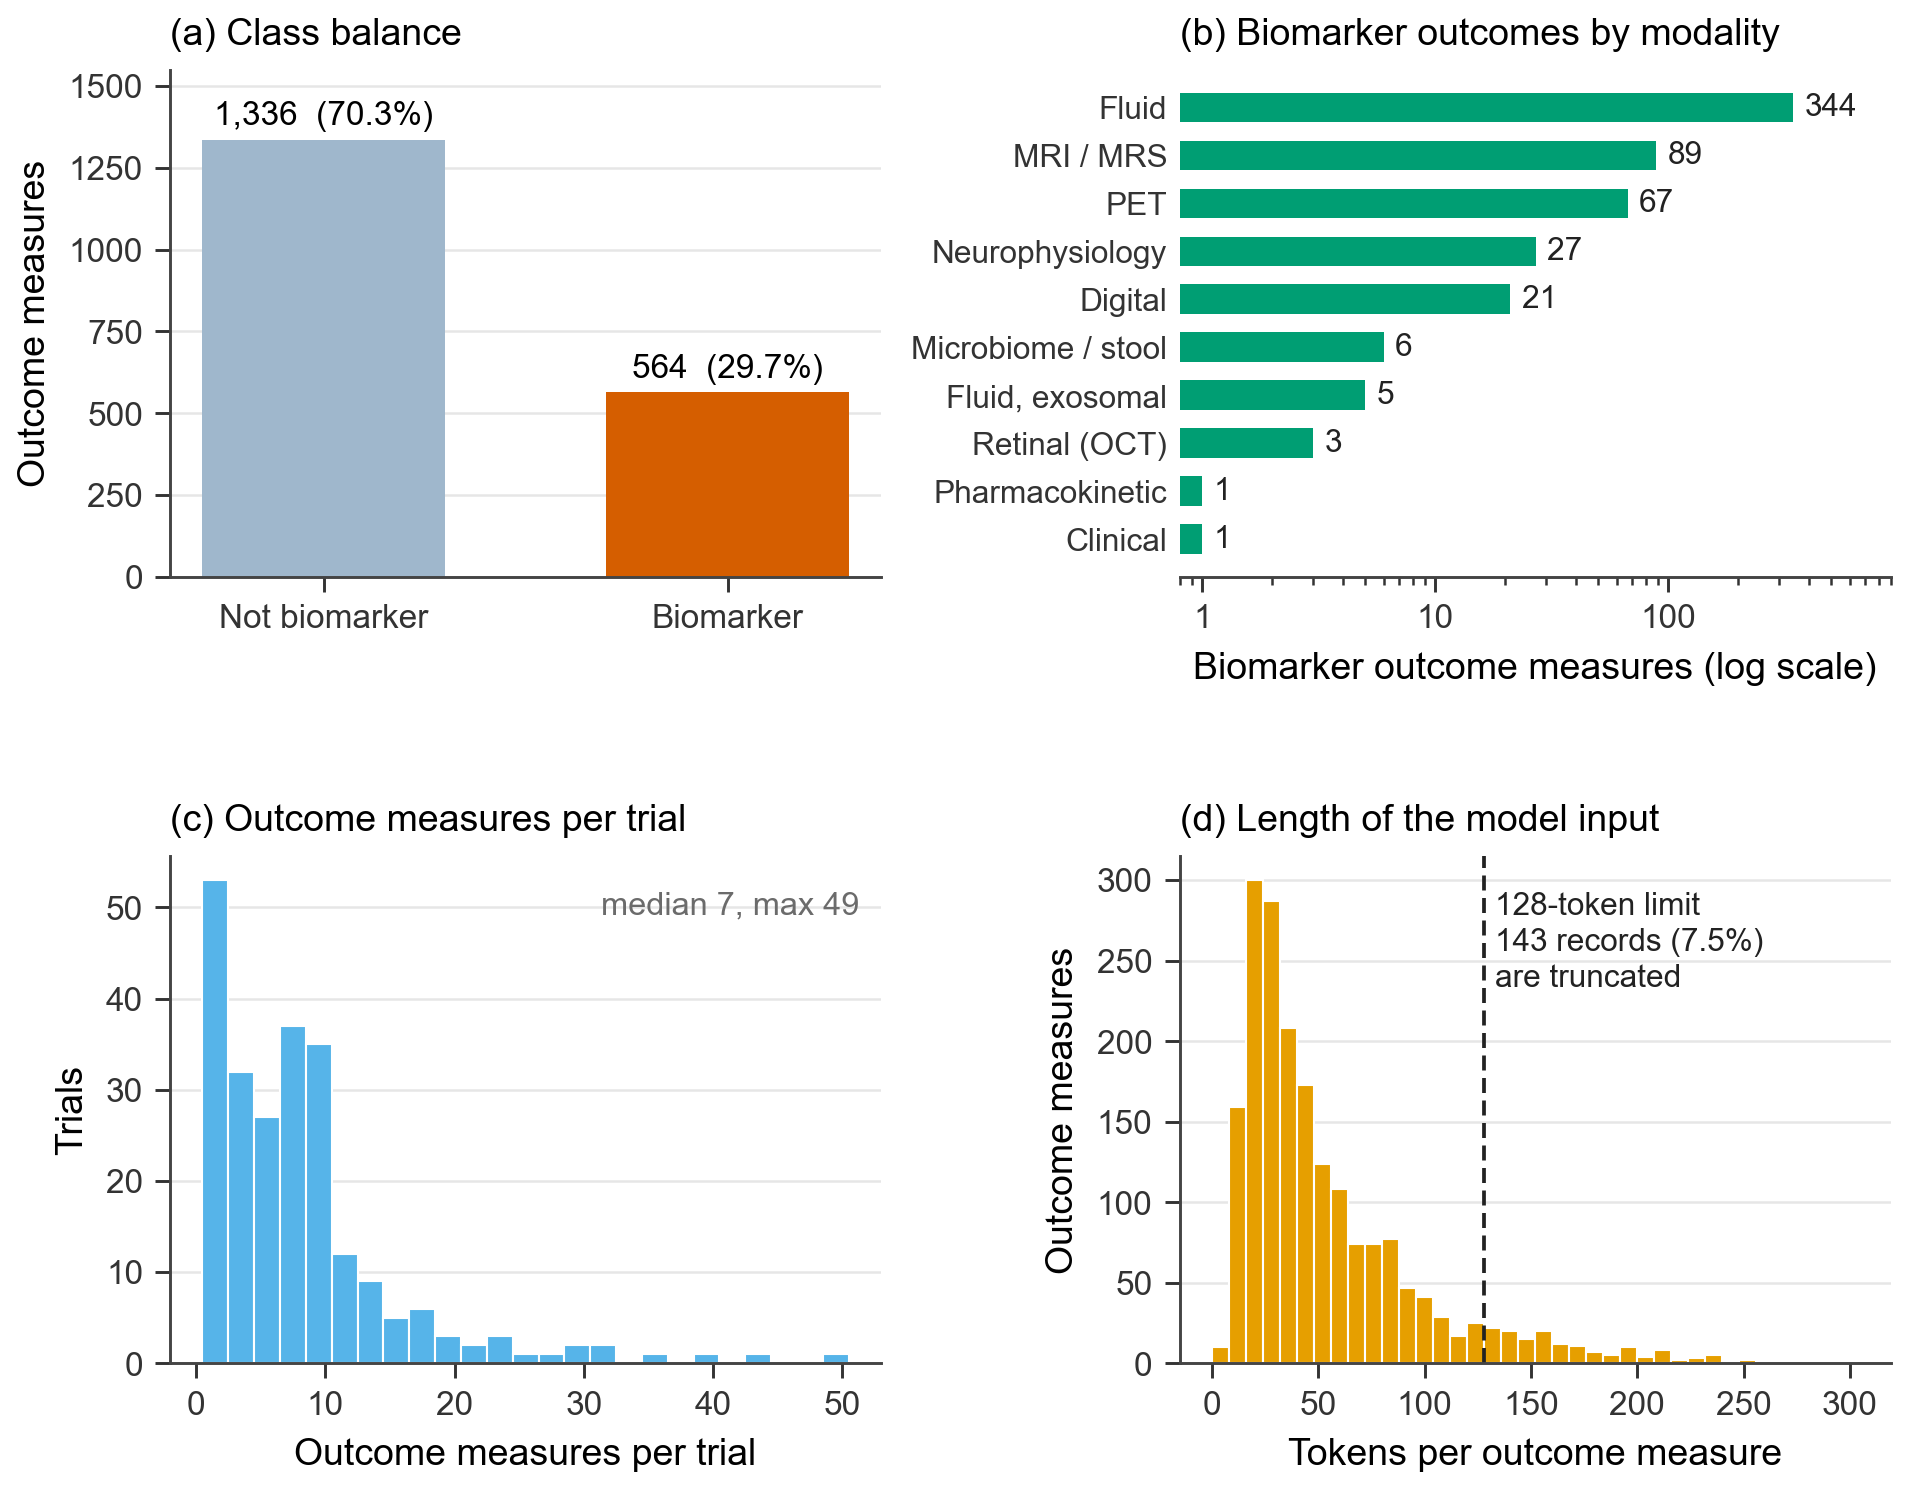 (a) Class balance
Outcome measures
1500
1250
1000
750
500
250
0
1,336 (70.3%)
564 (29.7%)
Not biomarker
Biomarker
(b) Biomarker outcomes by modality
Fluid
344
MRI / MRS
89
PET
67
Neurophysiology
27
Digital
21
Microbiome / stool
6
Fluid, exosomal
5
Retinal (OCT)
3
Pharmacokinetic
1
Clinical
1
1
10
100
Biomarker outcome measures (log scale)
(c) Outcome measures per trial
Trials
50
40
30
20
10
0
median 7, max 49
0
10
20
30
40
50
Outcome measures per trial
(d) Length of the model input
Outcome measures
300
250
200
150
100
50
0
128-token limit
143 records (7.5%)
are truncated
0
50
100
150
200
250
300
Tokens per outcome measure